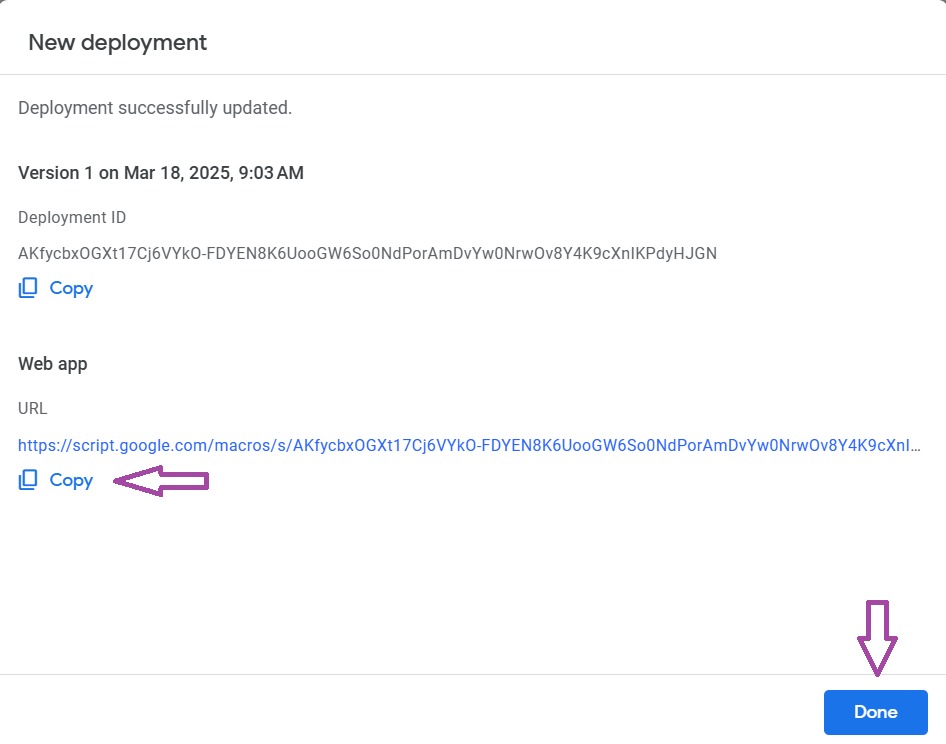 New deployment
Deployment successfully updated.
Version 1 on Mar 18, 2025, 9:03 AM
Deployment ID
AKfycbxOGXt17Cj6VYkO-FDYEN8K6UooGW6So0NdPorAmDvYw0NrwOv8Y4K9cXnIKPdyHJGN
Copy
Web app
URL
https://script.google.com/macros/s/AKfycbxOGXt17Cj6VYkO-FDYEN8K6UooGW6So0NdPorAmDvYw0NrwOv8Y4K9cXnI...
Copy
Done